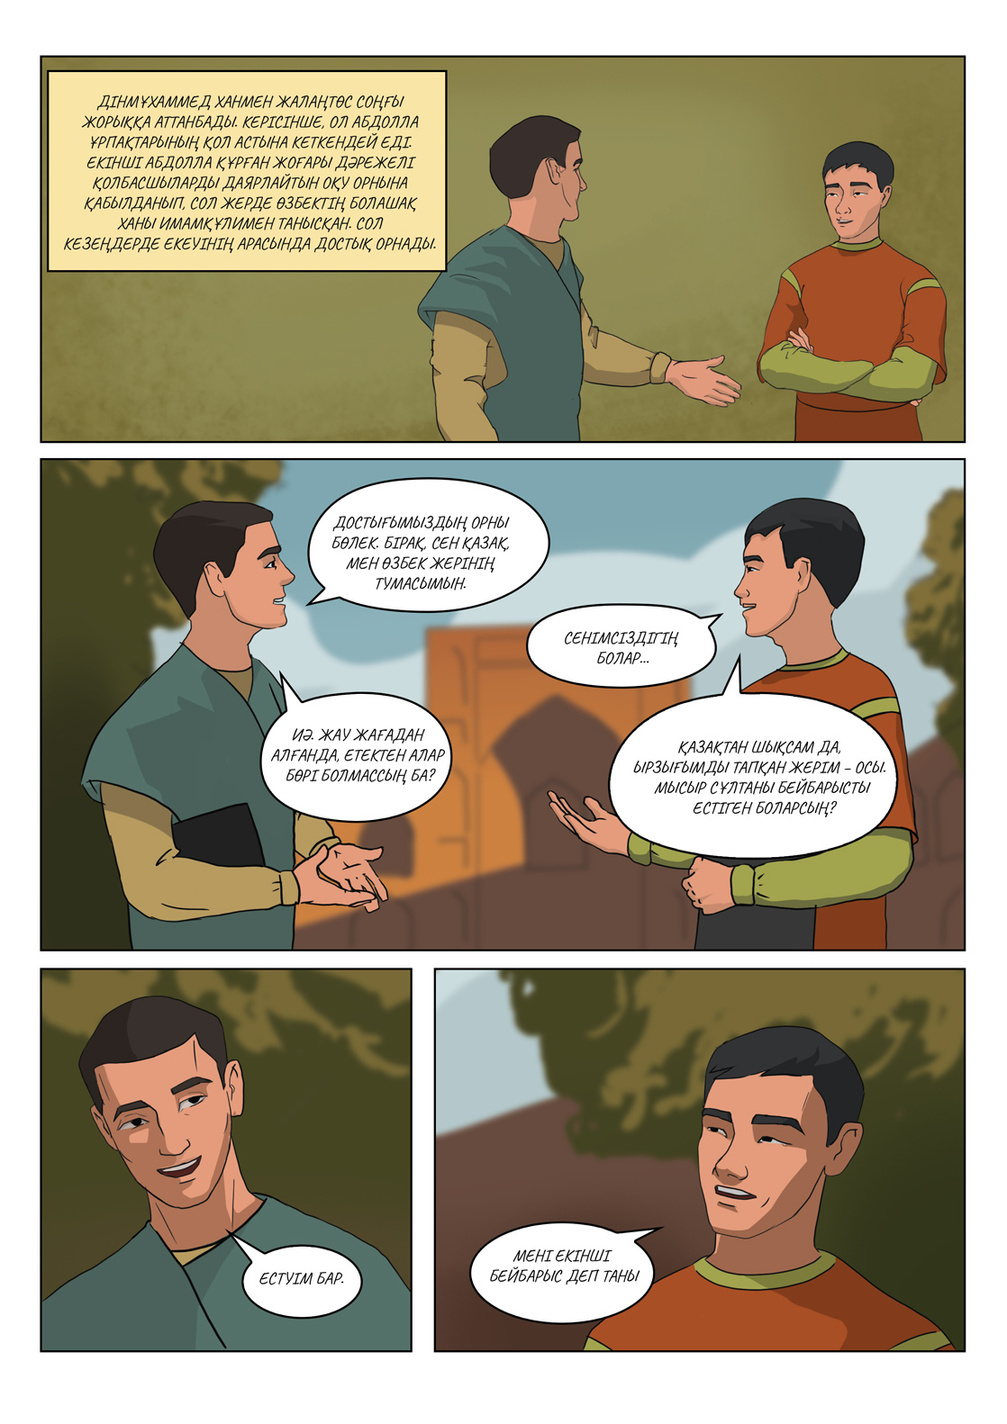 ДІНМҰХАММЕД ХАНМЕН ЖАЛАҢТӨС СОҢҒЫ
ЖОРЫҚҚА АТТАНБАДЫ. КЕРІСІНШЕ, ОЛ АБДОЛЛА
ҰРПАҚТАРЫНЫҢ ҚОЛ АСТЫНА КЕТКЕНДЕЙ ЕДІ.
ЕКІНШІ АБДОЛЛА ҚҰРҒАН ЖОҒАРЫ ДӘРЕЖЕЛІ
ҚОЛБАСШЫЛАРДЫ ДАЯРЛАЙТЫН ОҚУ ОРНЫНА
ҚАБЫЛДАНЫП, СОЛ ЖЕРДЕ ӨЗБЕКТІҢ БОЛАШАҚ
ХАНЫ ИМАМҚҰЛИМЕН ТАНЫСҚАН. СОЛ
КЕЗЕҢДЕРДЕ ЕКЕУІНІҢ АРАСЫНДА ДОСТЫҚ ОРНАДЫ.
ДОСТЫҒЫМЫЗДЫҢ ОРНЫ
БӨЛЕК. БІРАҚ, СЕН ҚАЗАҚ,
МЕН ӨЗБЕК ЖЕРІНІҢ
ТУМАСЫМЫН.
СЕНІМСІЗДІГІҢ
БОЛАР...
ИӘ. ЖАУ ЖАҒАДАН
АЛҒАНДА, ЕТЕКТЕН АЛАР
БӨРІ БОЛМАССЫҢ БА?
ҚАЗАҚТАН ШЫҚСАМ ДА,
ЫРЗЫҒЫМДЫ ТАПҚАН ЖЕРІМ – ОСЫ.
МЫСЫР СҰЛТАНЫ БЕЙБАРЫСТЫ
ЕСТІГЕН БОЛАРСЫҢ?
ЕСТУІМ БАР.
МЕНІ ЕКІНШІ
БЕЙБАРЫС ДЕП ТАНЫ